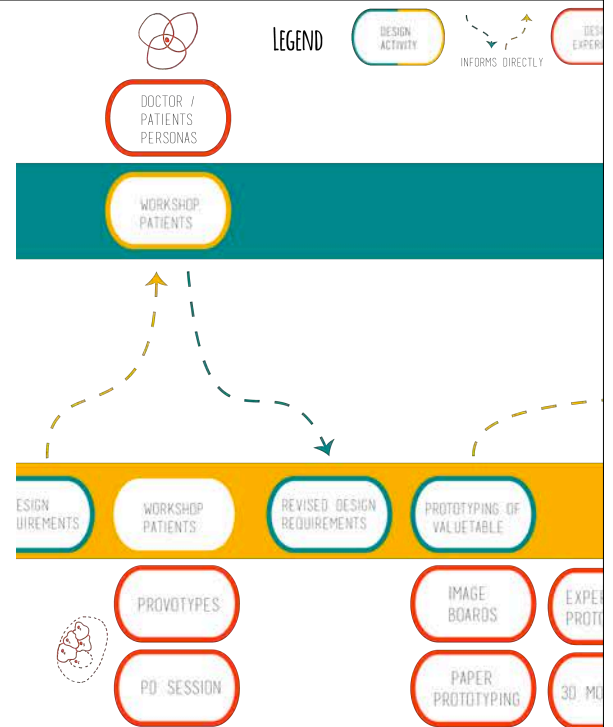 LEGEND
DESIGN
ACTIVITY
INFORMS DIRECTLY
DOCTOR /
PATIENTS
PERSONAS
WORKSHOP
PATIENTS
WORKSHOP
PATIENTS
REVISED DESIGN
REQUIREMENTS
PROTOTYPING OF
VALUETABLE
PROVOTYPES
IMAGE
BOARDS
PD SESSION
PAPER
PROTOTYPING
3D